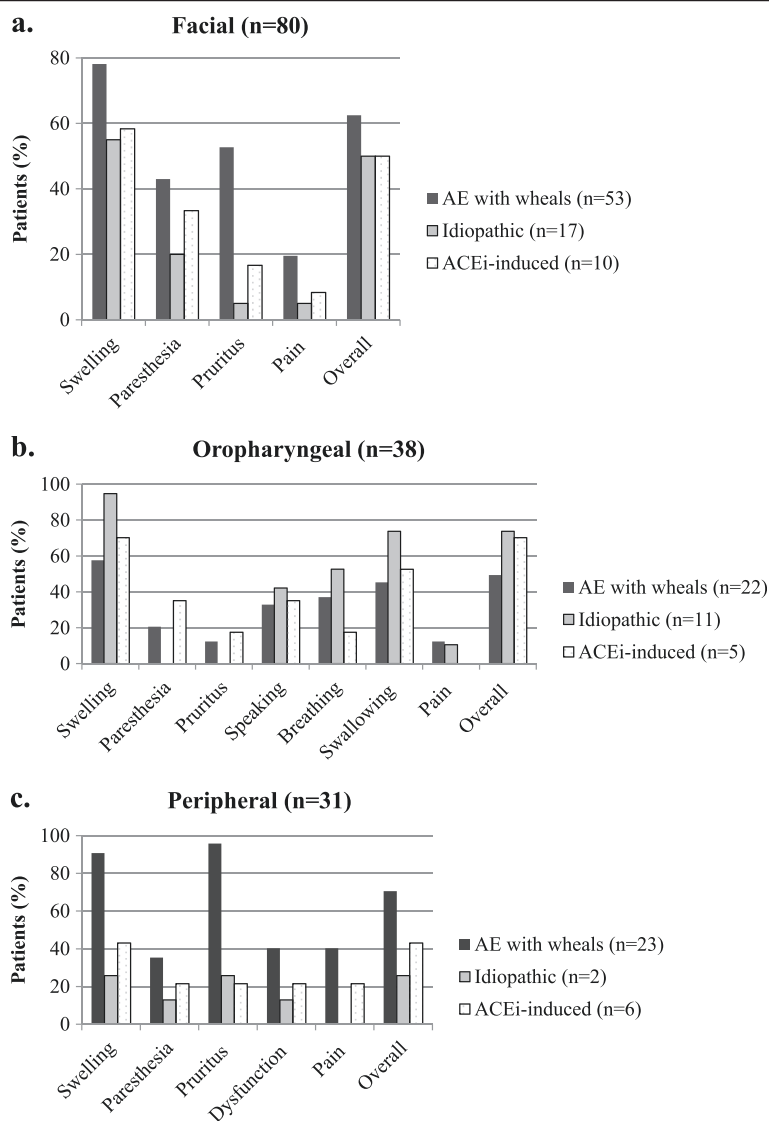 a.
Facial (n=80)
Patients (%)
80
60
40
20
0
Swelling
Paresthesia
Pruritus
Pain
Overall
AE with wheals (n=53)
Idiopathic (n=17)
ACEi-induced (n=10)
b.
Oropharyngeal (n=38)
Patients (%)
100
80
60
40
20
0
Swelling
Paresthesia
Pruritus
Speaking
Breathing
Swallowing
Pain
Overall
AE with wheals (n=22)
Idiopathic (n=11)
ACEi-induced (n=5)
c.
Peripheral (n=31)
Patients (%)
100
80
60
40
20
0
Swelling
Paresthesia
Pruritus
Dysfunction
Pain
Overall
AE with wheals (n=23)
Idiopathic (n=2)
ACEi-induced (n=6)